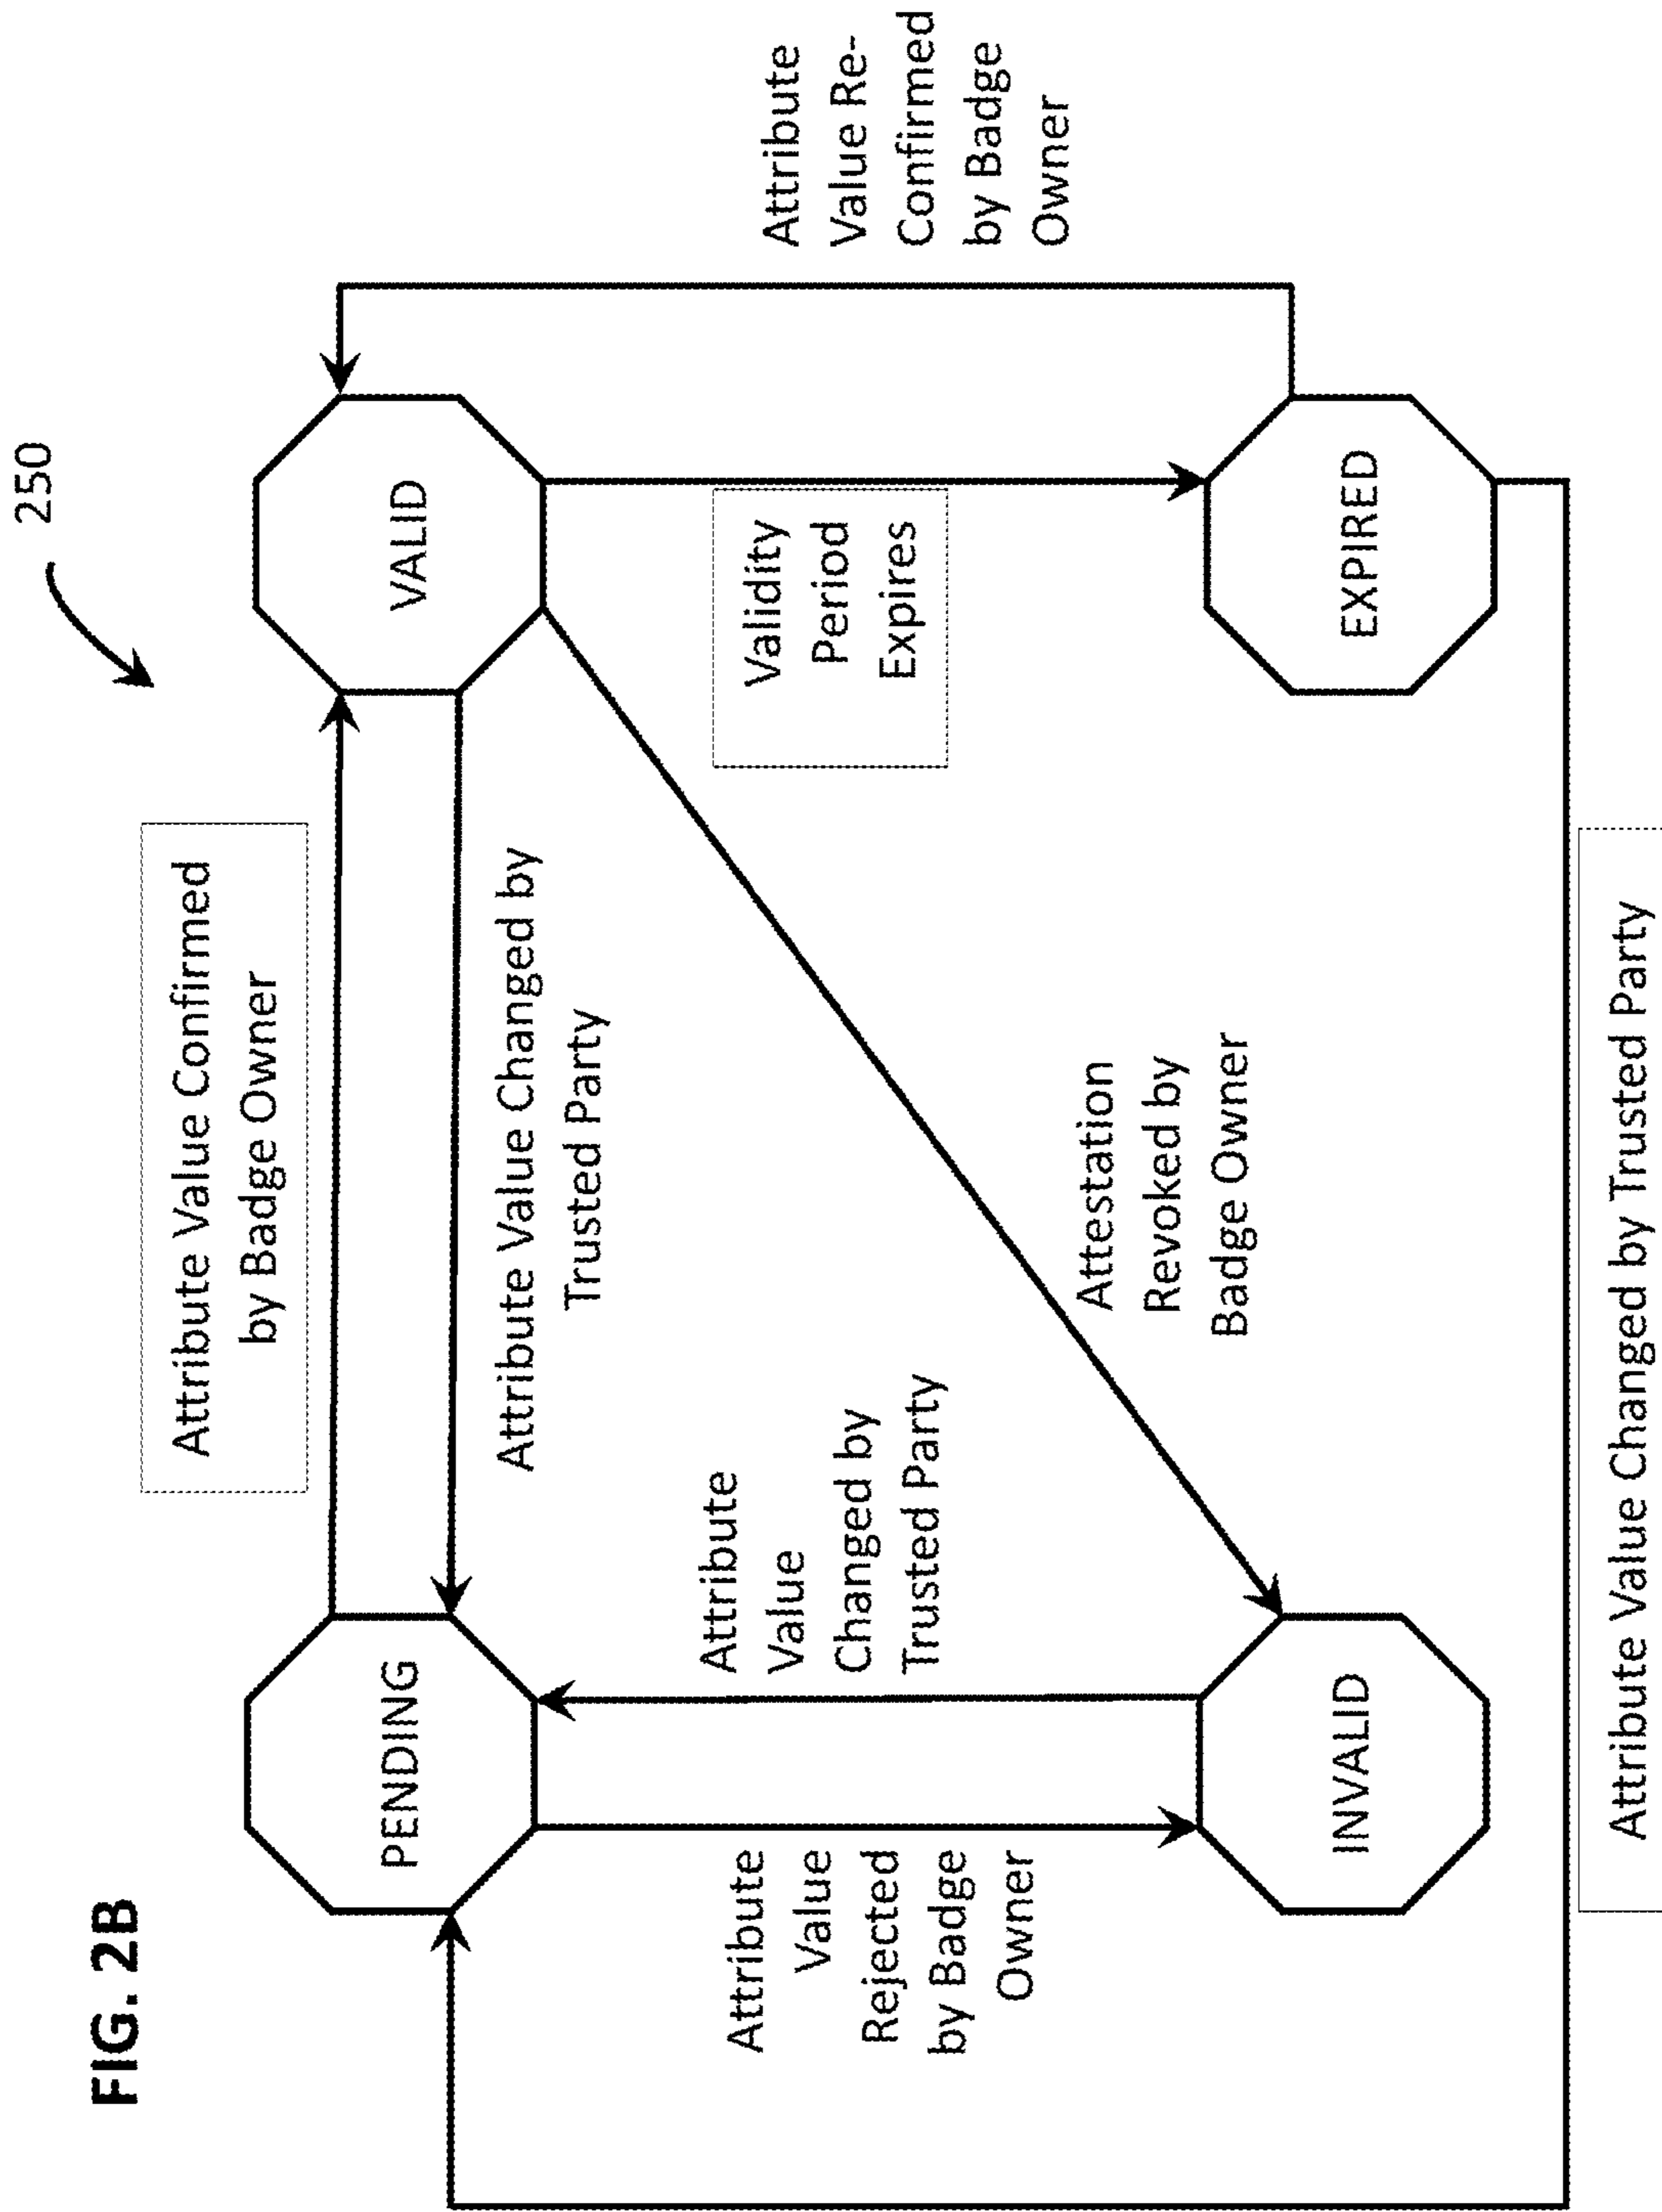 FIG. 2B
250
Attribute Value Confirmed
by Badge Owner
PENDING
VALID
Attribute Value Changed by
Trusted Party
Attribute
Value
Rejected
by Badge
Owner
Attribute
Value
Changed by
Trusted Party
Validity
Period
Expires
Attribute
Value Re-
Confirmed
by Badge
Owner
Attestation
Revoked by
Badge Owner
INVALID
EXPIRED
Attribute Value Changed by Trusted Party